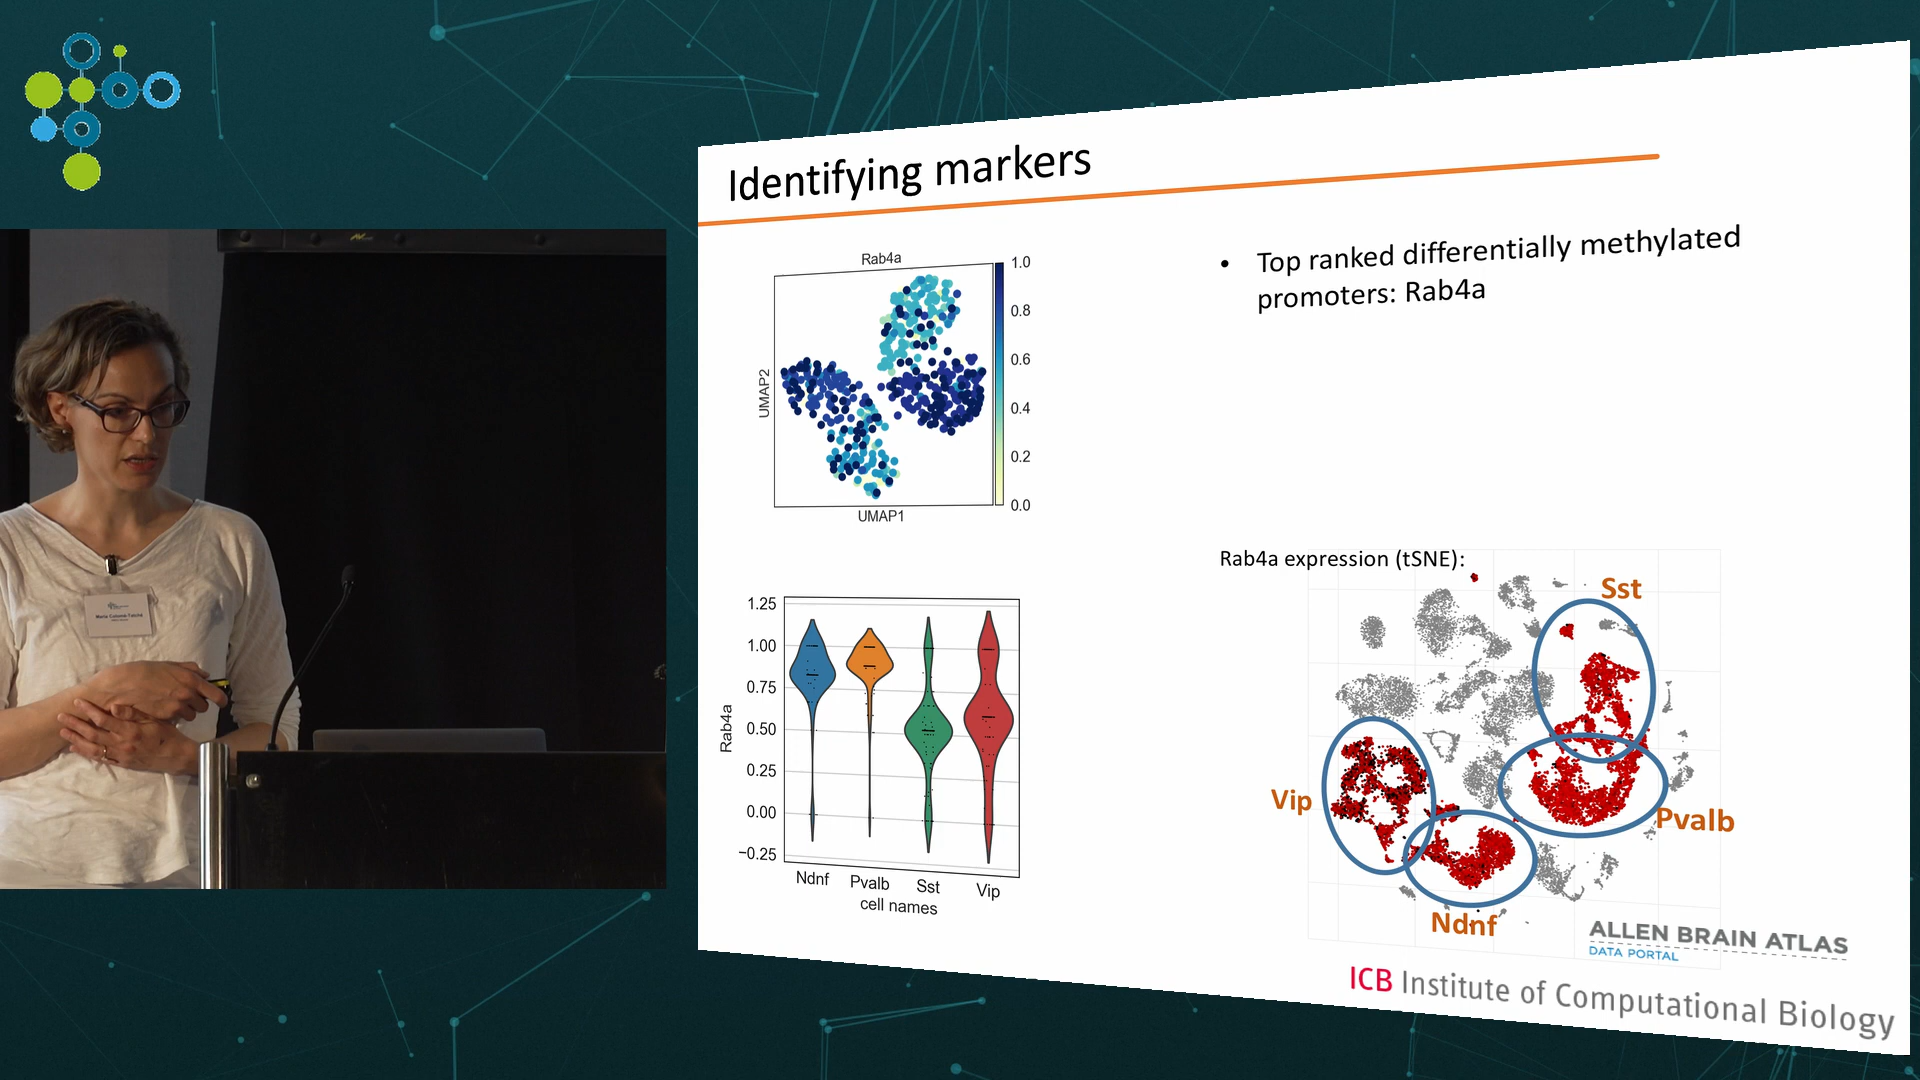 Identifying markers
Rab4a
1.0
0.8
0.6
0.4
0.2
0.0
UMAP2
UMAP1
• Top ranked differentially methylated
promoters: Rab4a
1.25
1.00
0.75
0.50
0.25
0.00
−0.25
Rab4a
Ndnf Pvalb Sst Vip
cell names
Rab4a expression (tSNE):
Sst
Vip
Pvalb
Ndnf
ALLEN BRAIN ATLAS
DATA PORTAL
ICB Institute of Computational Biology